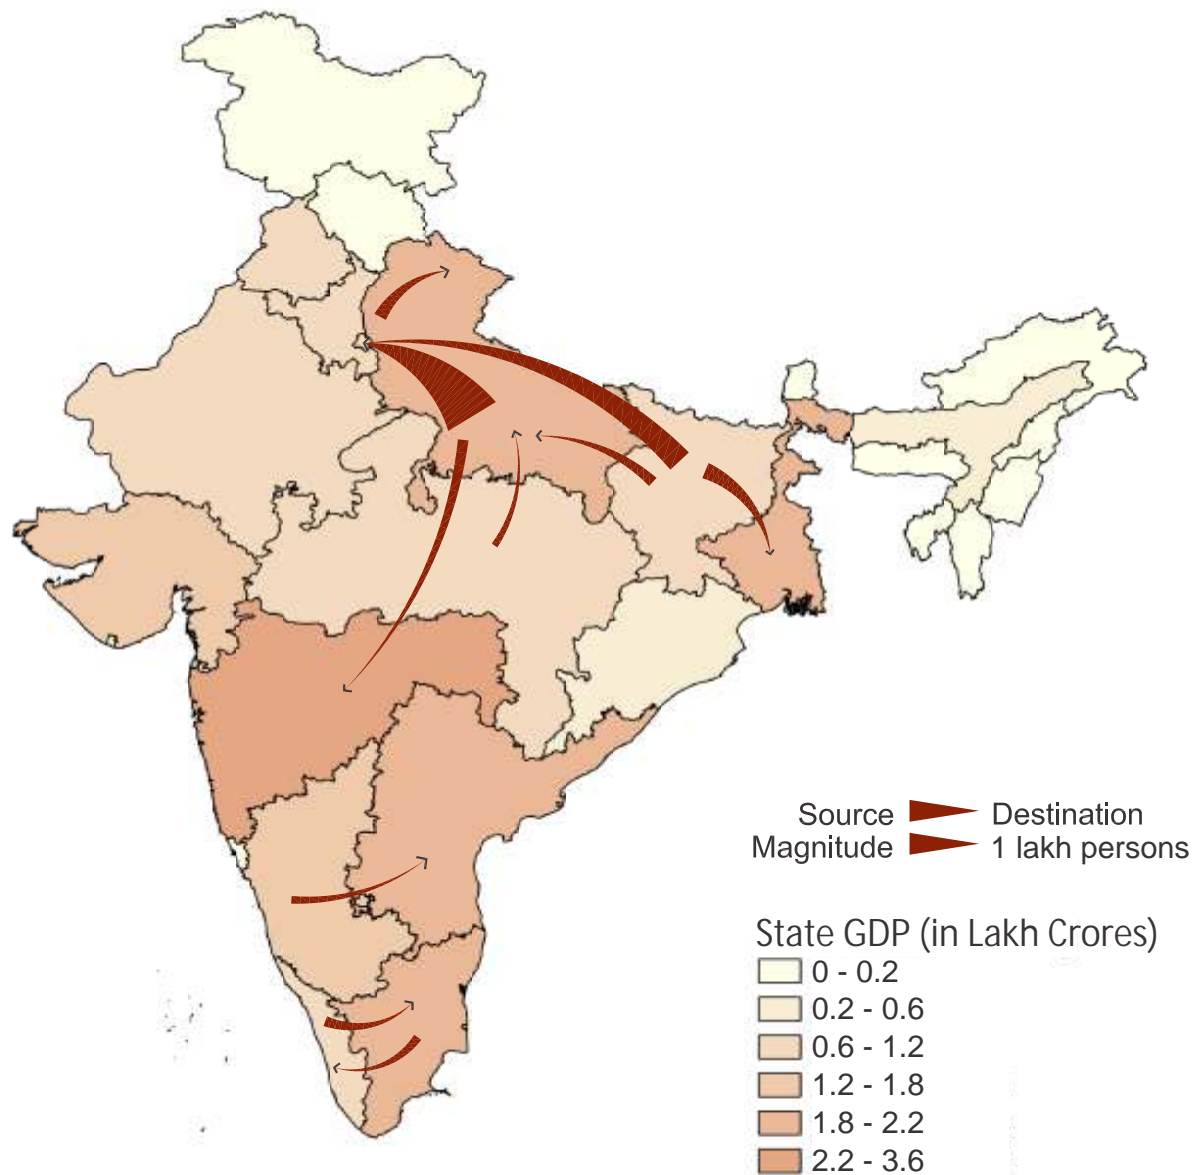 Source Destination
Magnitude 1 lakh persons
State GDP (in Lakh Crores)
0 - 0.2
0.2 - 0.6
0.6 - 1.2
1.2 - 1.8
1.8 - 2.2
2.2 - 3.6